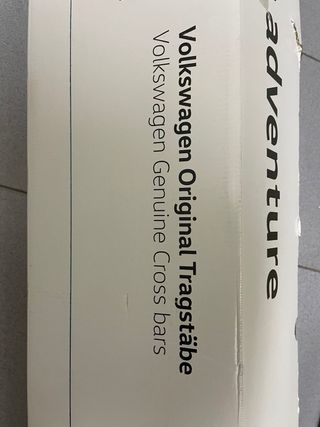 adventure
Volkswagen Original Tragstäbe
Volkswagen Genuine Cross bars